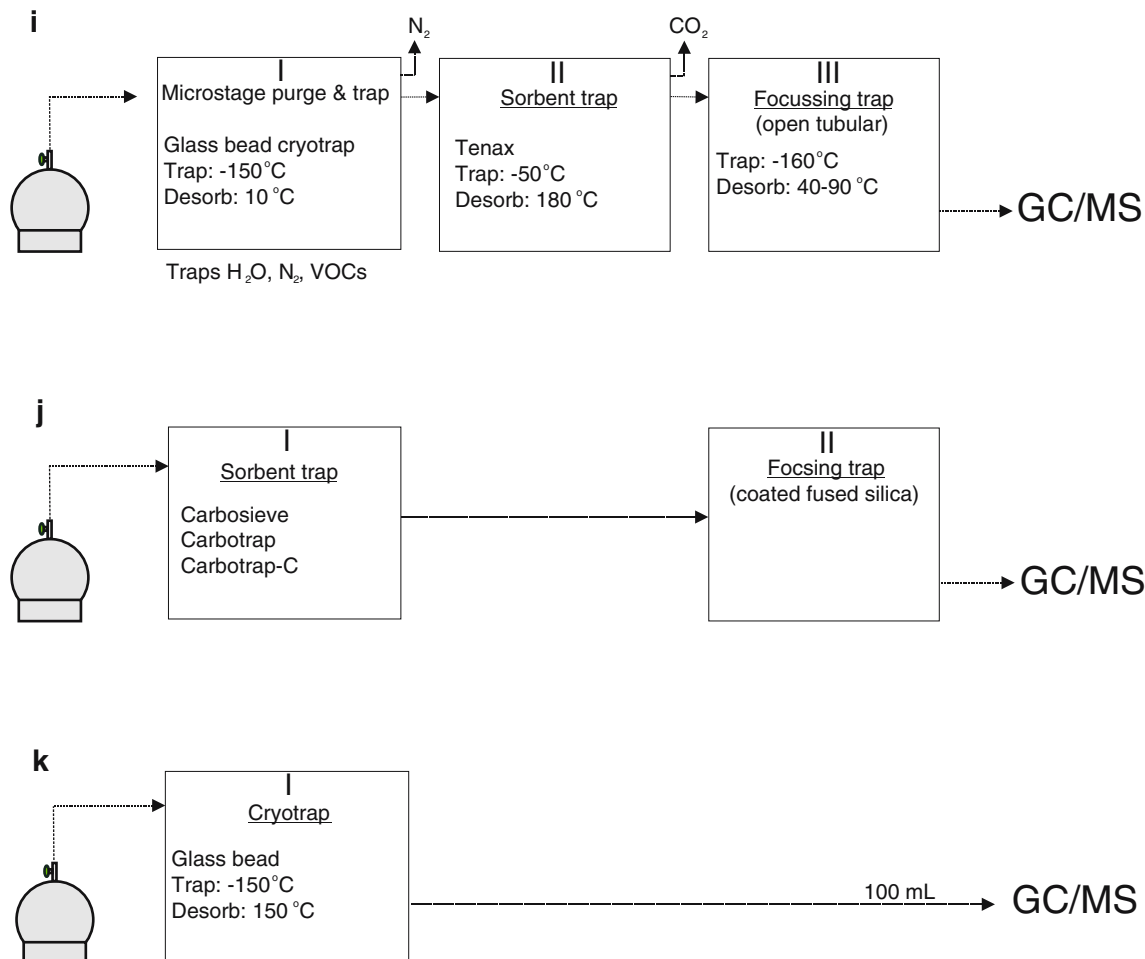 i
N₂
CO₂
I
Microstage purge & trap
Glass bead cryotrap
Trap: -150°C
Desorb: 10 °C
Traps H₂O, N₂, VOCs
II
Sorbent trap
Tenax
Trap: -50°C
Desorb: 180 °C
III
Focussing trap
(open tubular)
Trap: -160°C
Desorb: 40-90 °C
GC/MS
j
I
Sorbent trap
Carbosieve
Carbotrap
Carbotrap-C
II
Focsing trap
(coated fused silica)
GC/MS
k
I
Cryotrap
Glass bead
Trap: -150°C
Desorb: 150 °C
100 mL
GC/MS